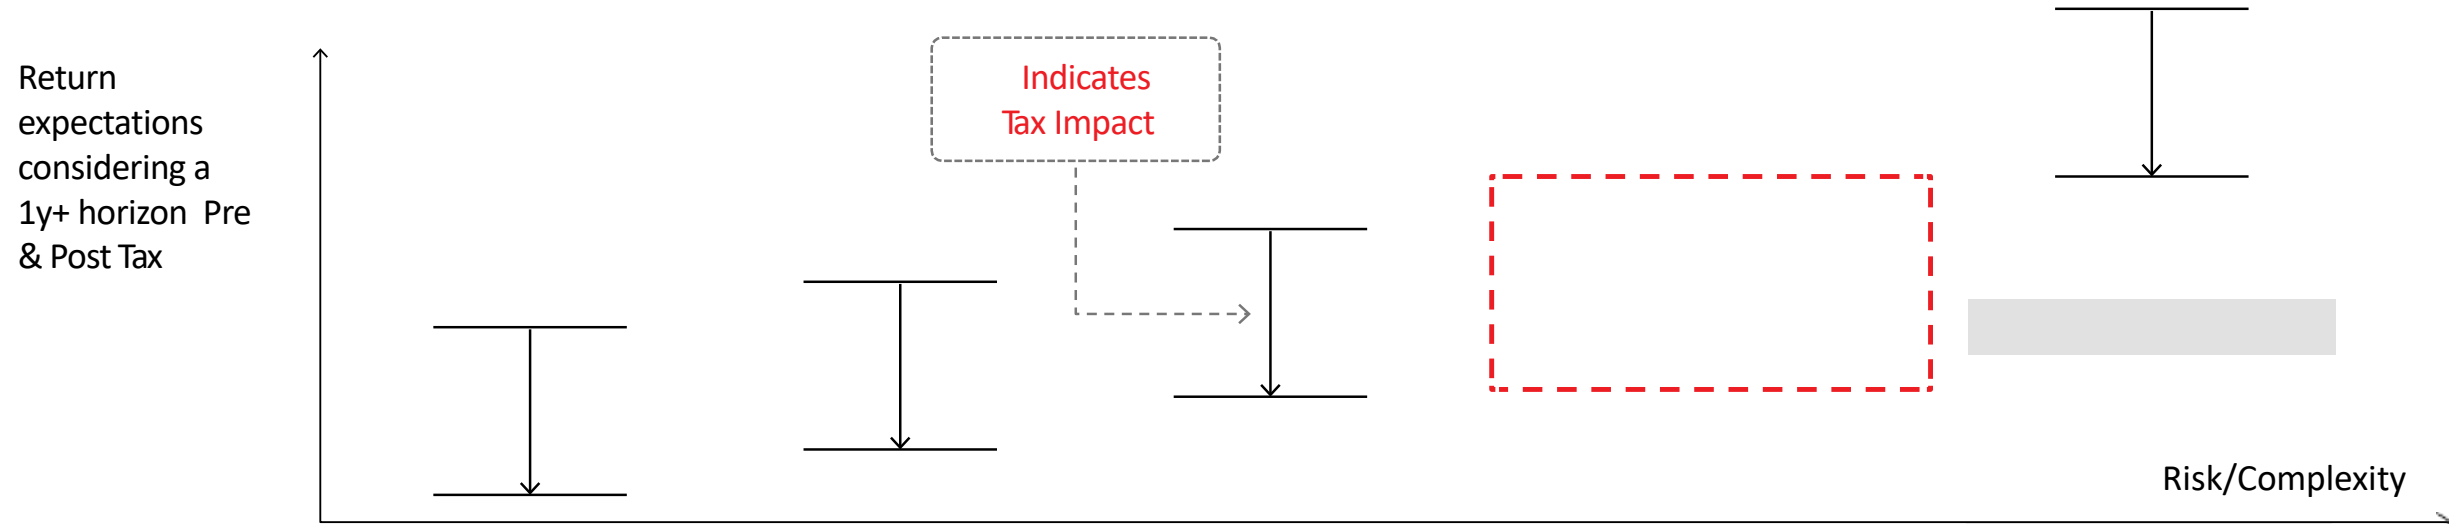 Return
expectations
considering a
1y+ horizon  Pre
& Post Tax
Indicates
Tax Impact
Risk/Complexity